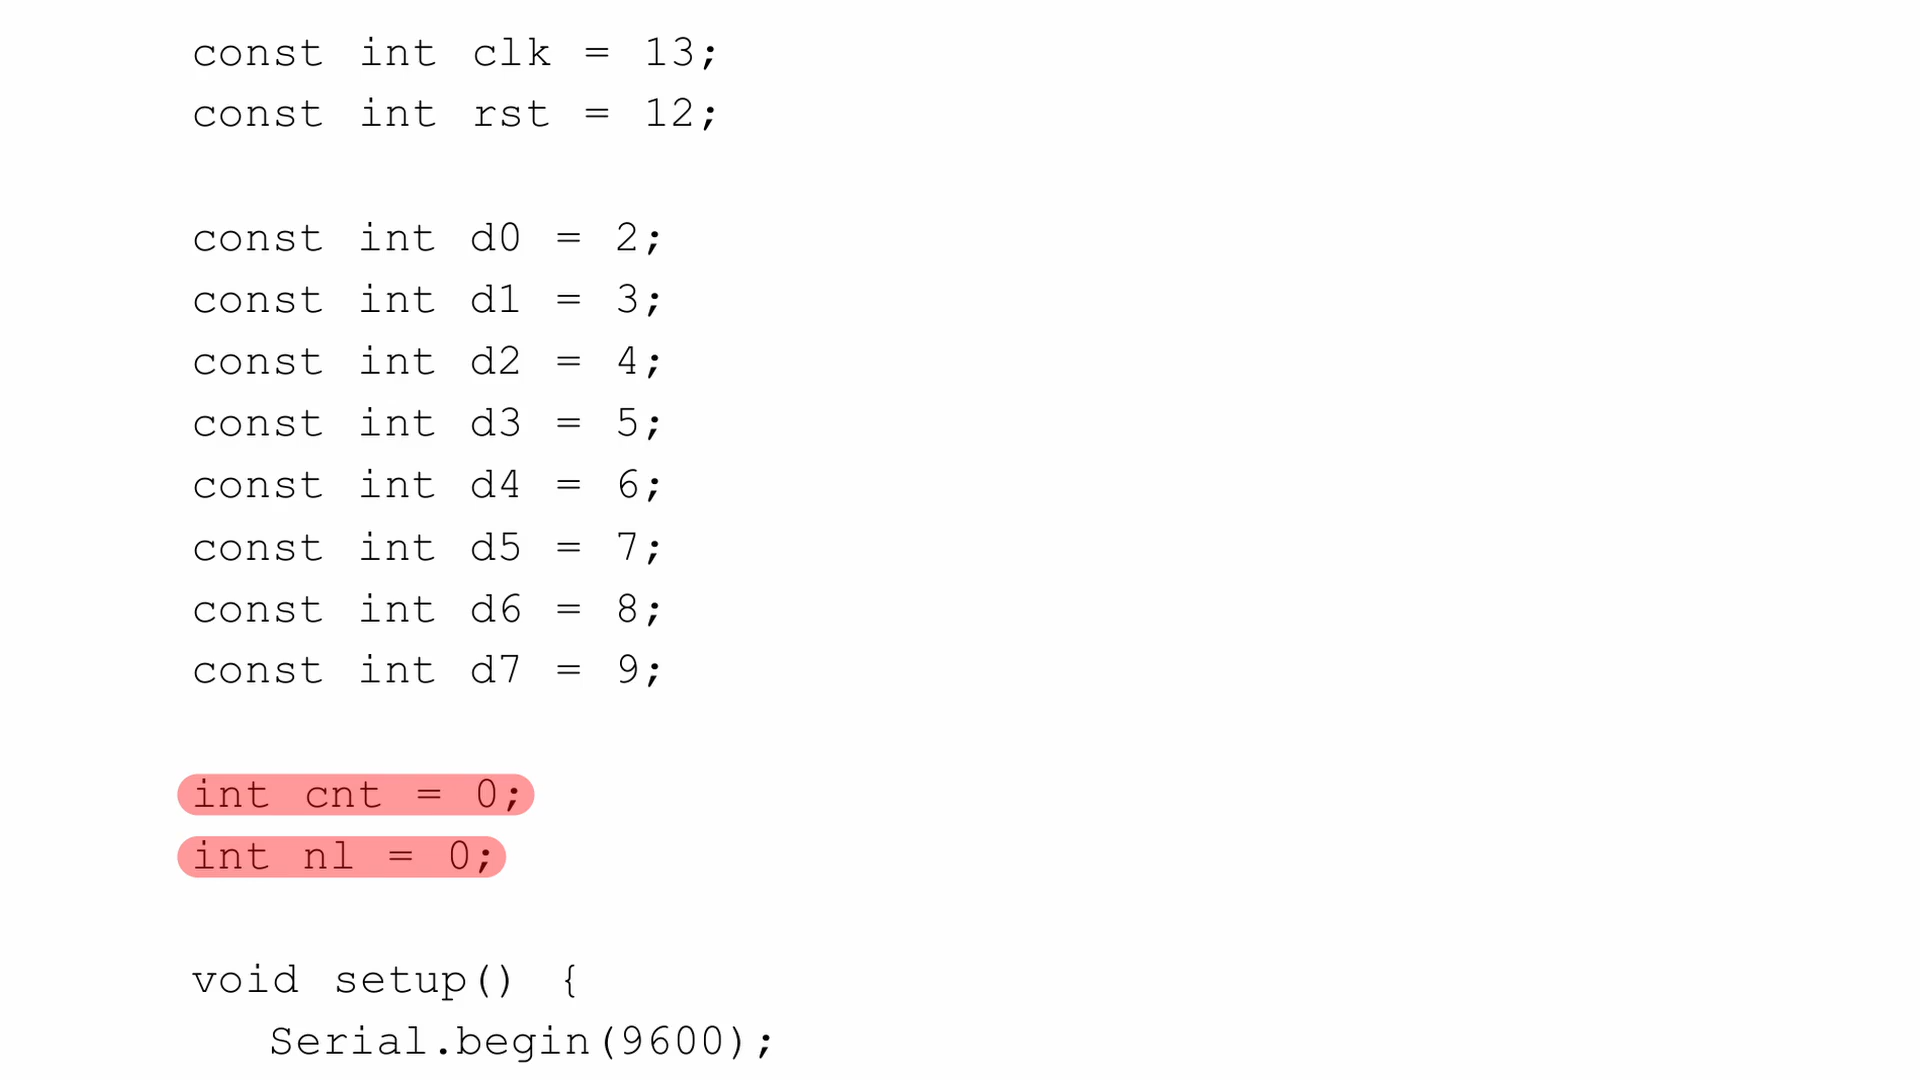 const int clk = 13;
const int rst = 12;
const int d0 = 2;
const int d1 = 3;
const int d2 = 4;
const int d3 = 5;
const int d4 = 6;
const int d5 = 7;
const int d6 = 8;
const int d7 = 9;
int cnt = 0;
int nl = 0;
void setup() {
Serial.begin(9600);